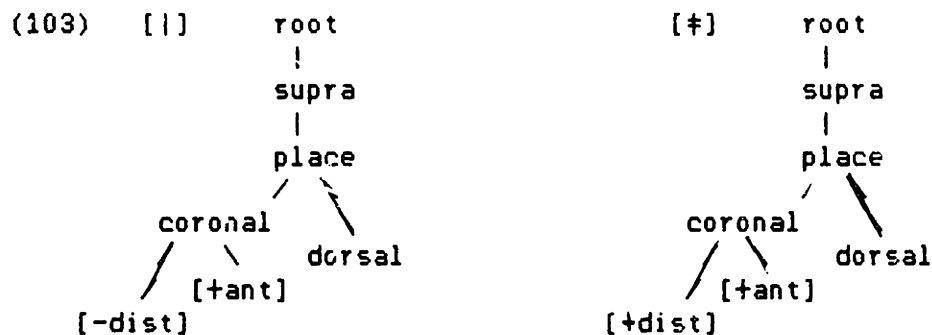 (103) [ǀ] root [ǂ] root
supra supra
place place
coronal coronal
dorsal dorsal
[+ant] [+ant]
[-dist] [+dist]